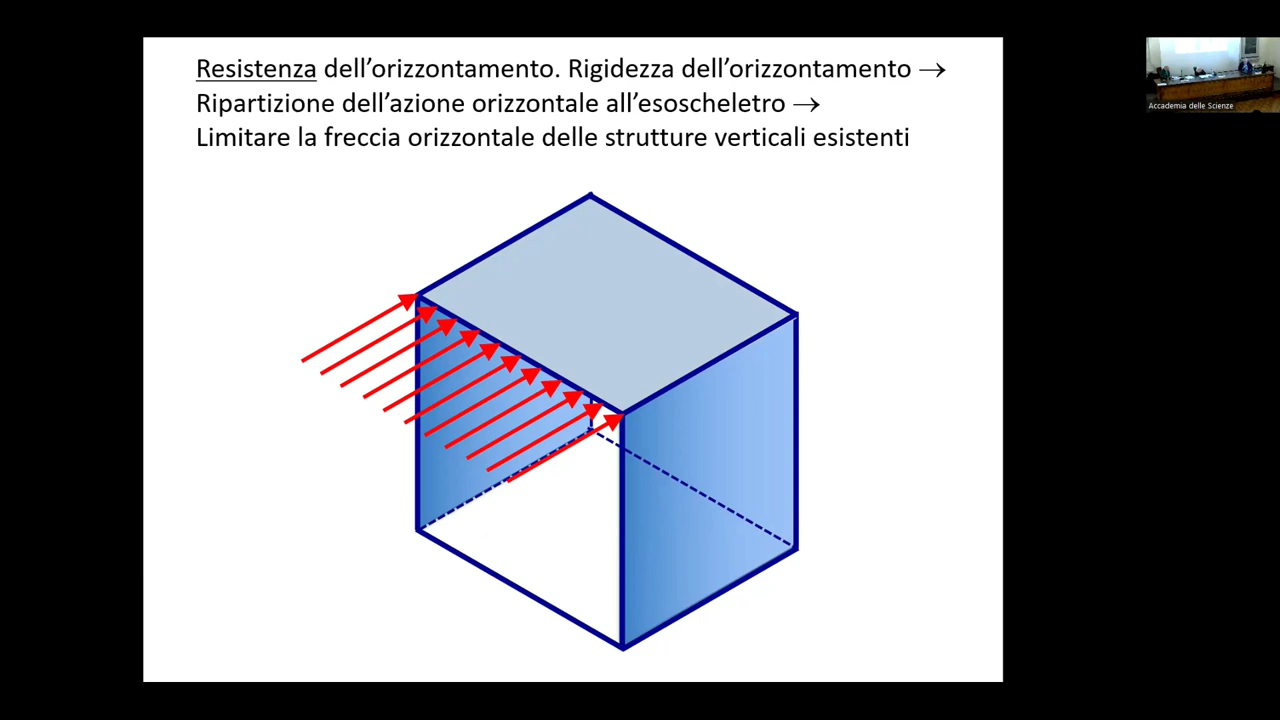 Resistenza dell’orizzontamento. Rigidezza dell’orizzontamento →
Ripartizione dell’azione orizzontale all’esoscheletro →
Limitare la freccia orizzontale delle strutture verticali esistenti
Accademia delle Scienze